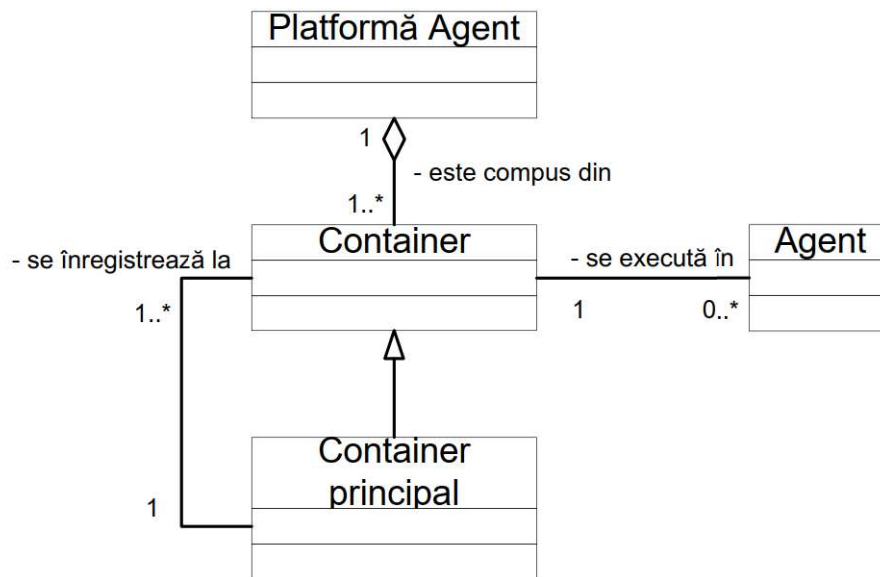 Platformă Agent
1
- este compus din
1..*
Container
Agent
- se înregistrează la
- se execută în
1..*
1
0..*
Container
principal
1